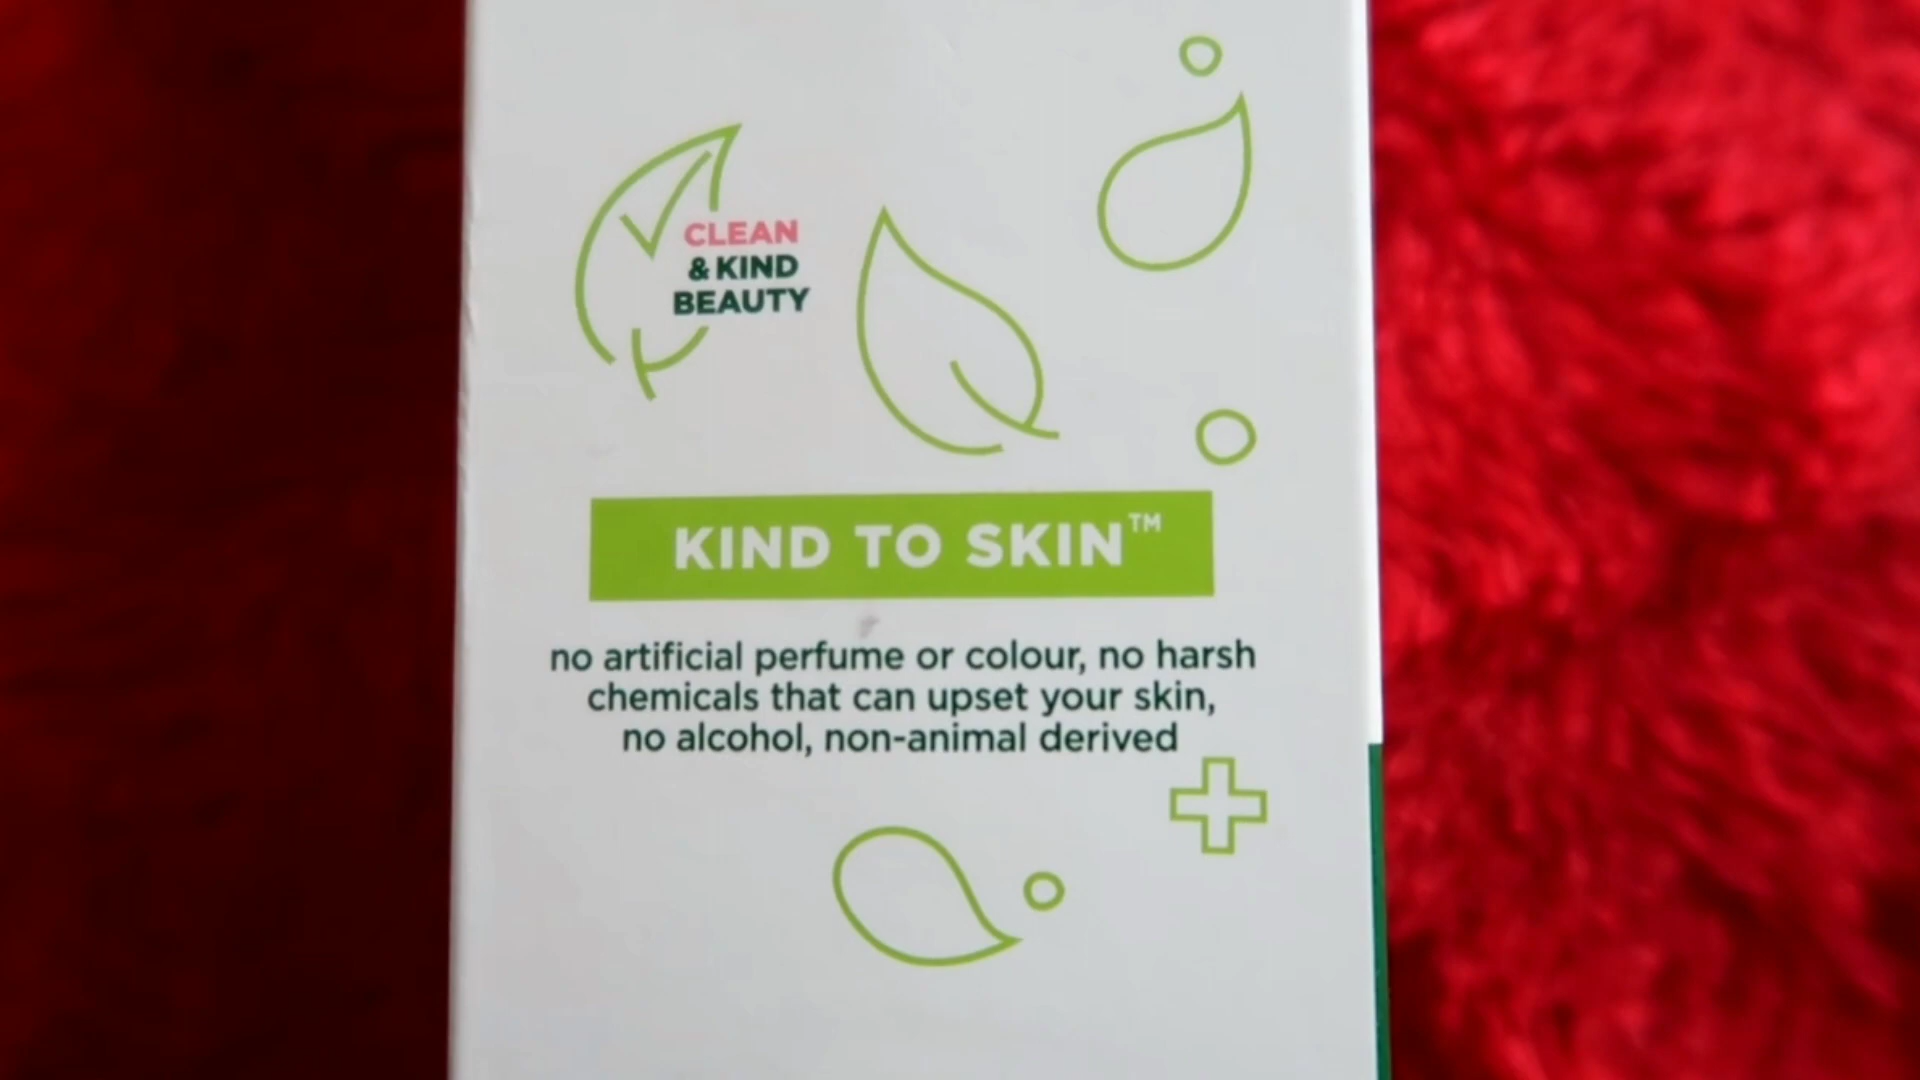 CLEAN
& KIND
BEAUTY
KIND TO SKIN™
no artificial perfume or colour, no harsh
chemicals that can upset your skin,
no alcohol, non-animal derived